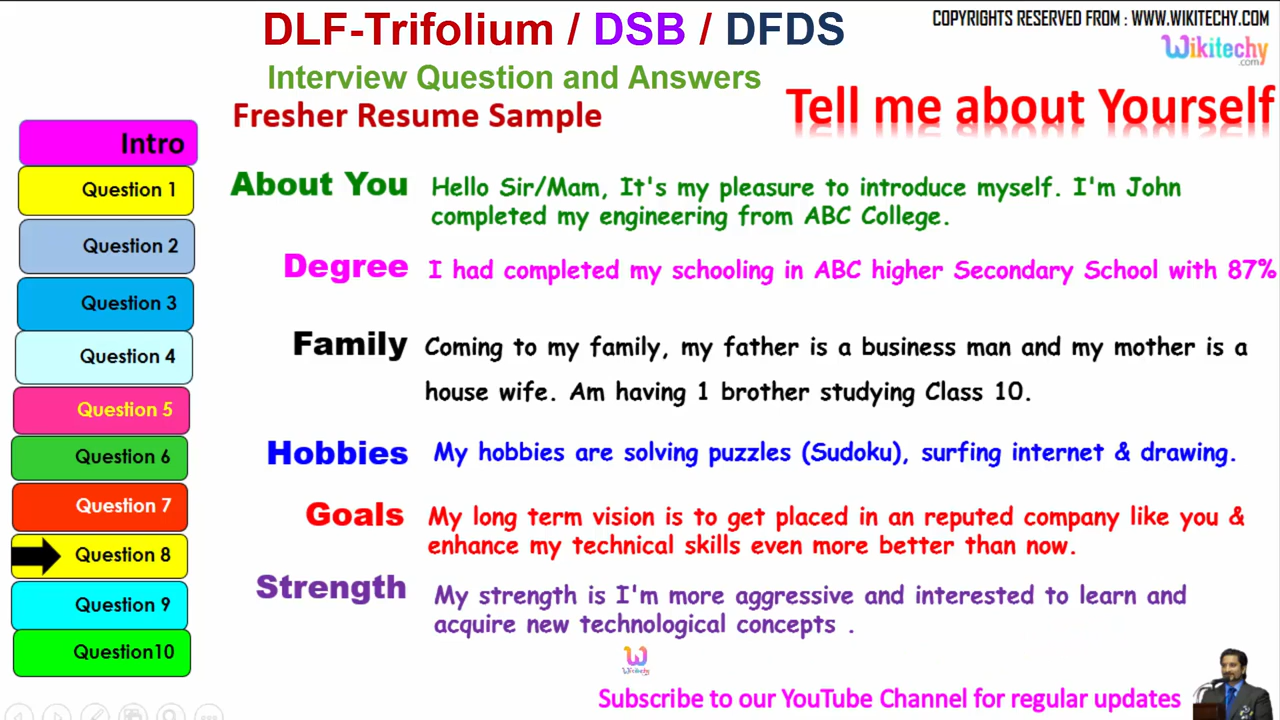 DLF-Trifolium / DSB / DFDS
COPYRIGHTS RESERVED FROM : WWW.WIKITECHY.COM
Wikitechy
.com
Interview Question and Answers
Fresher Resume Sample
Tell me about Yourself
Intro
Question 1
Question 2
Question 3
Question 4
Question 5
Question 6
Question 7
Question 8
Question 9
Question10
About You
Hello Sir/Mam, It's my pleasure to introduce myself. I'm John
completed my engineering from ABC College.
Degree
I had completed my schooling in ABC higher Secondary School with 87%
Family
Coming to my family, my father is a business man and my mother is a
house wife. Am having 1 brother studying Class 10.
Hobbies
My hobbies are solving puzzles (Sudoku), surfing internet & drawing.
Goals
My long term vision is to get placed in an reputed company like you &
enhance my technical skills even more better than now.
Strength
My strength is I'm more aggressive and interested to learn and
acquire new technological concepts .
W
Wikitechy
Subscribe to our YouTube Channel for regular updates